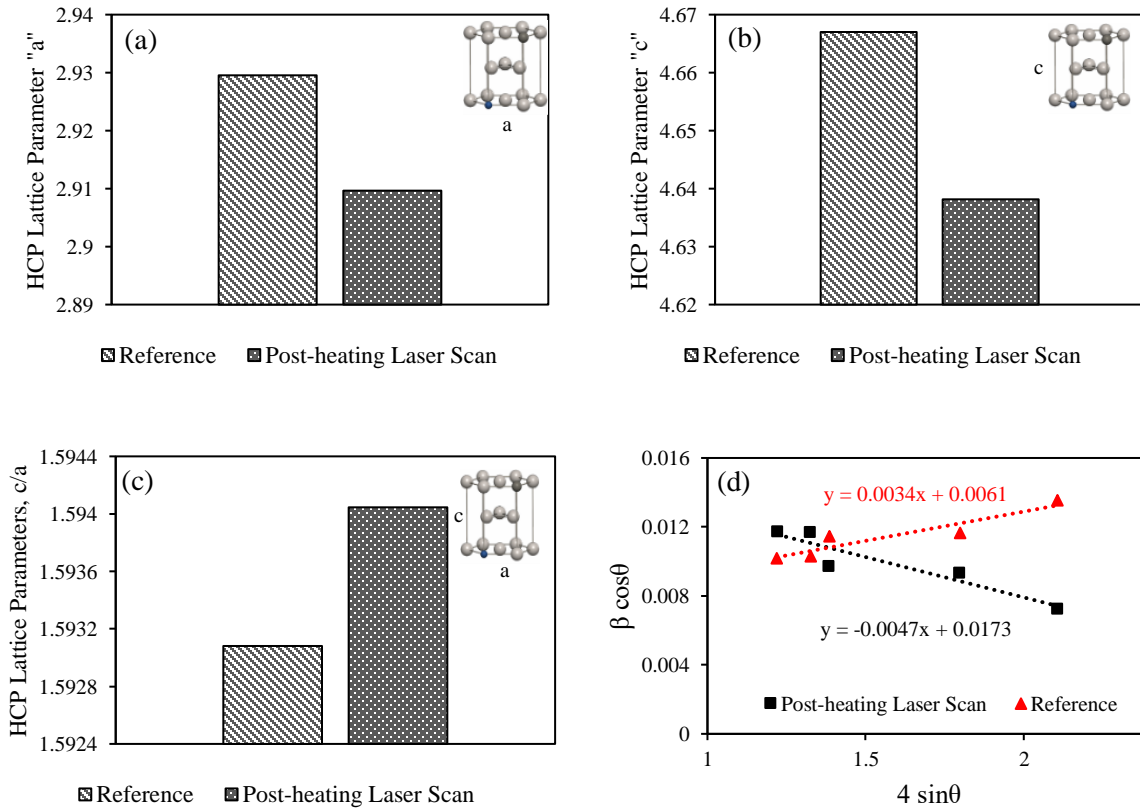 (a)
HCP Lattice Parameter "a"
2.94
2.93
2.92
2.91
2.9
2.89
a
Reference Post-heating Laser Scan
(b)
HCP Lattice Parameter "c"
4.67
4.66
4.65
4.64
4.63
4.62
c
Reference Post-heating Laser Scan
(c)
HCP Lattice Parameters, c/a
1.5944
1.594
1.5936
1.5932
1.5928
1.5924
c
a
Reference Post-heating Laser Scan
(d)
β cosθ
0.016
0.012
0.008
0.004
0
y = 0.0034x + 0.0061
y = -0.0047x + 0.0173
Post-heating Laser Scan Reference
1 1.5 2
4 sinθ